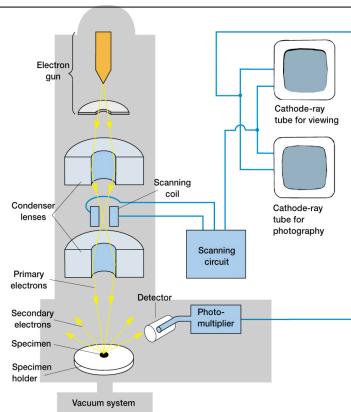 Electron
gun
Cathode-ray
tube for viewing
Scanning
coil
Condenser
lenses
Cathode-ray
tube for
photography
Scanning
circuit
Primary
electrons
Detector
Secondary
electrons
Photo-
multiplier
Specimen
Specimen
holder
Vacuum system